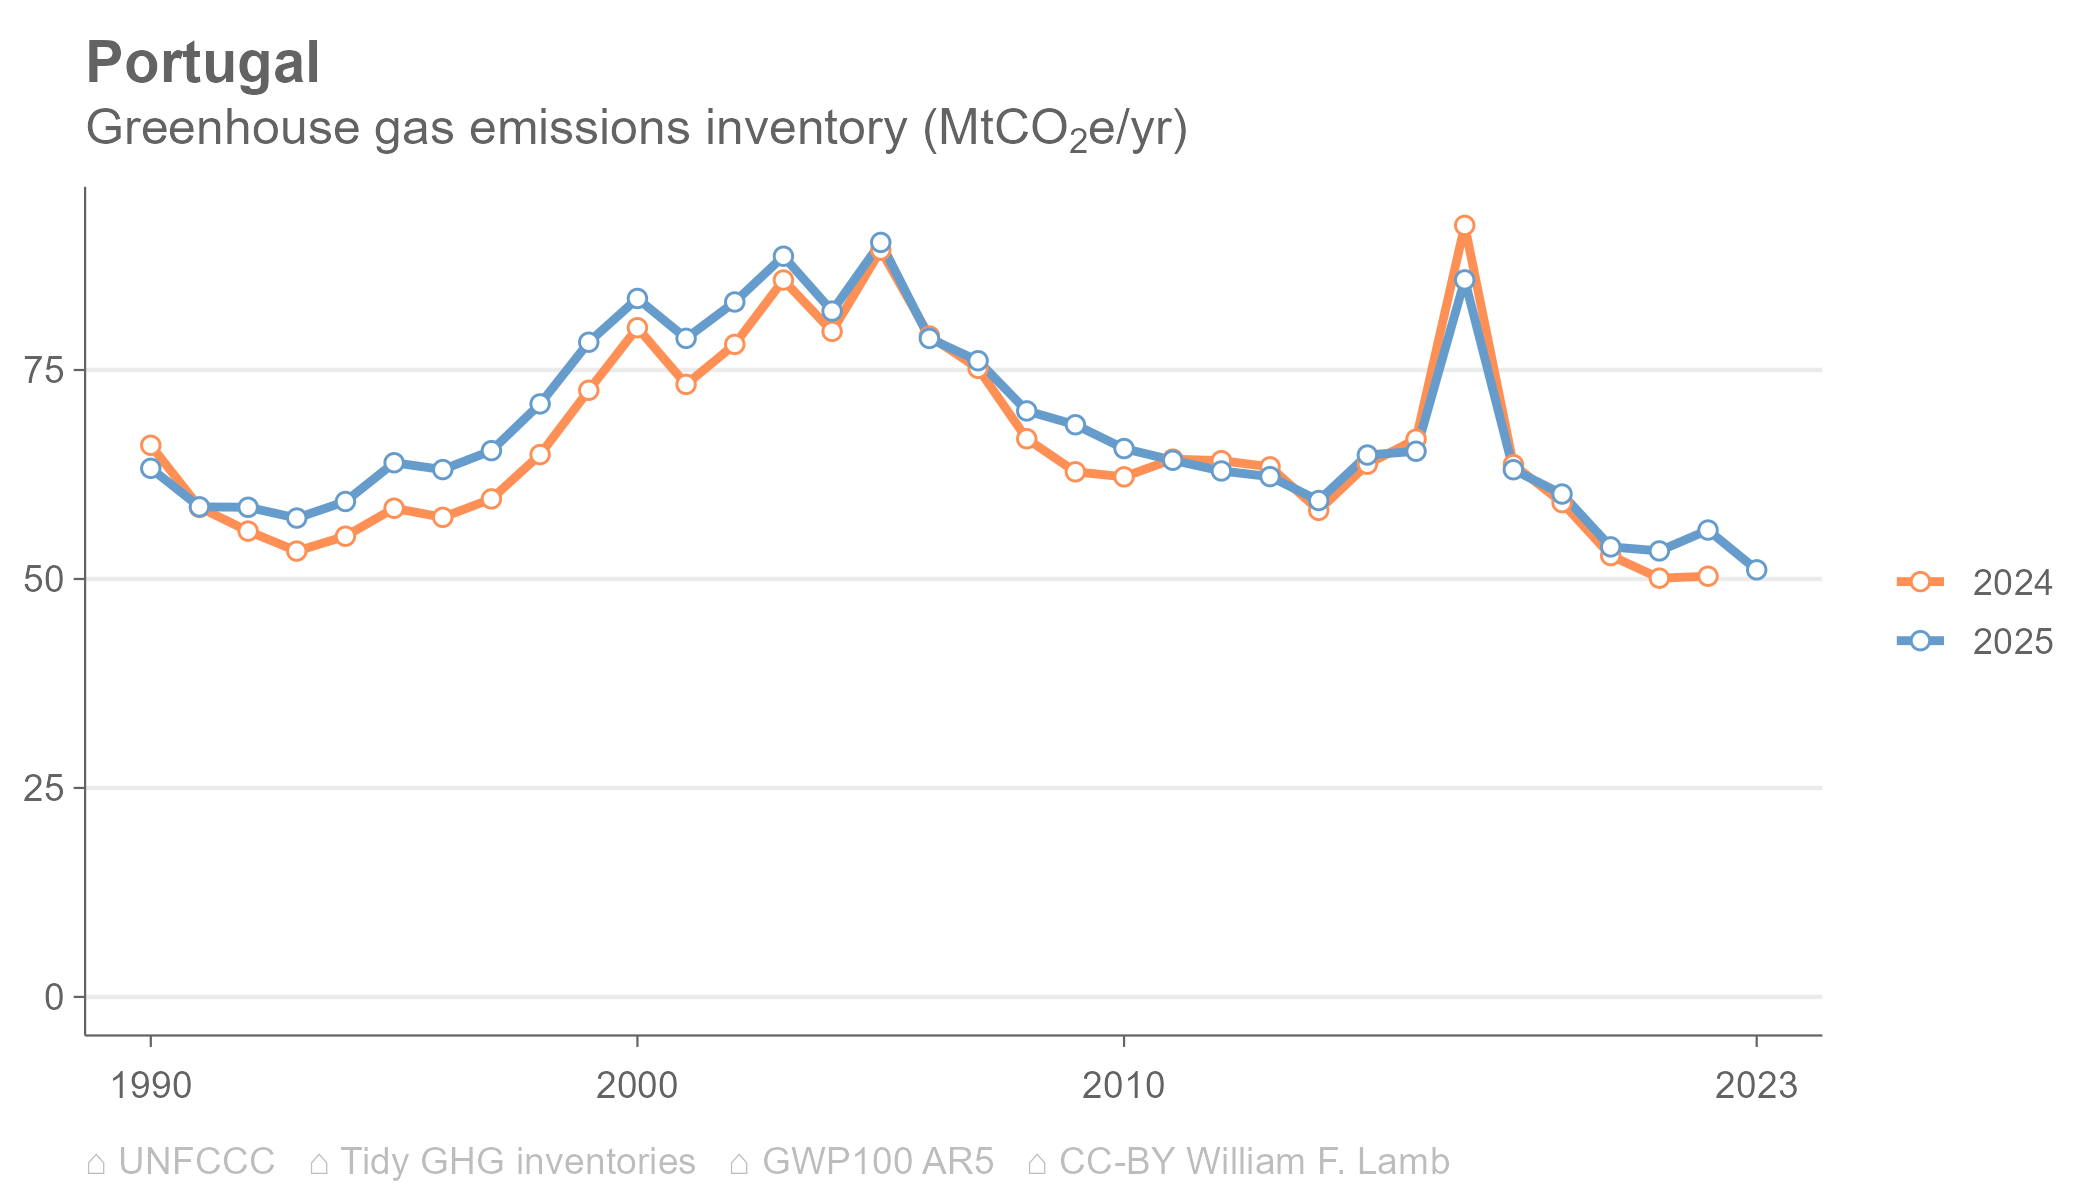 Portugal
Greenhouse gas emissions inventory (MtCO₂e/yr)
75
50
25
0
1990 2000 2010 2023
2024
2025
⌂ UNFCCC ⌂ Tidy GHG inventories ⌂ GWP100 AR5 ⌂ CC-BY William F. Lamb